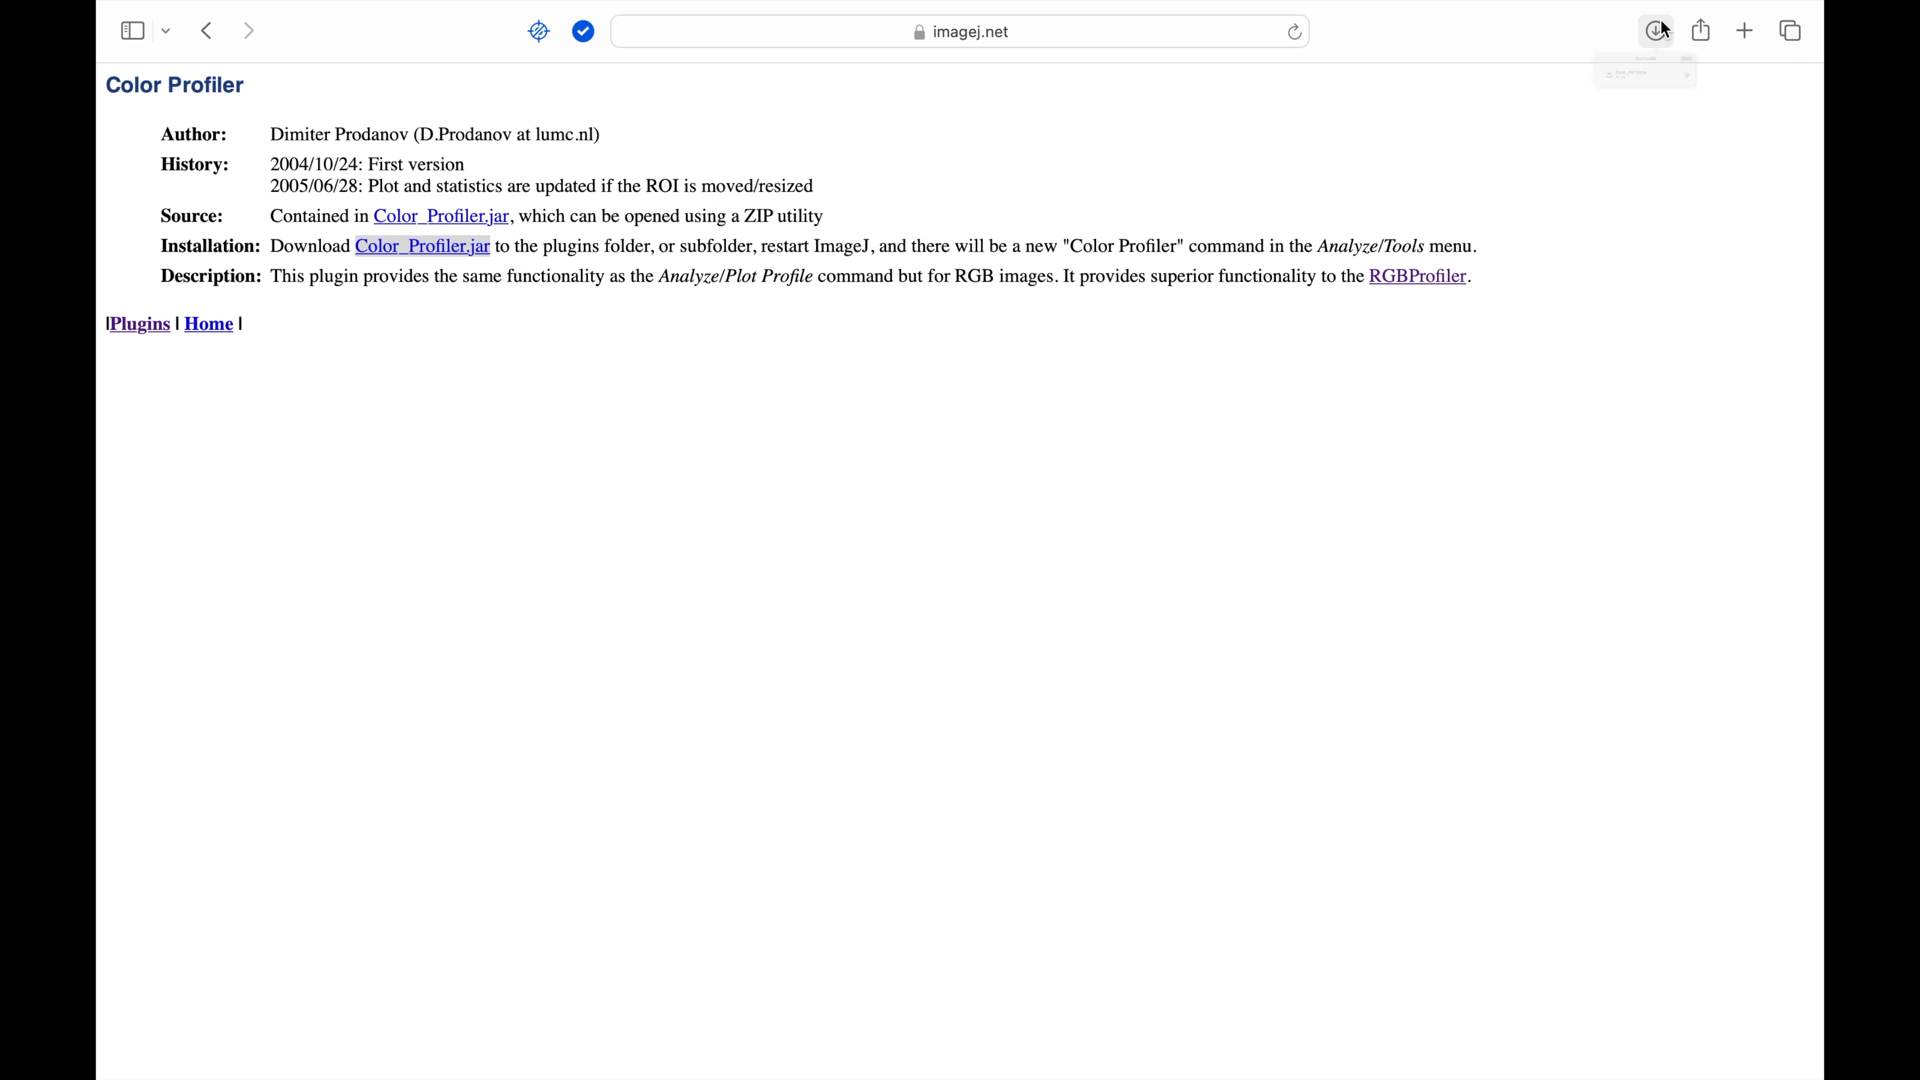 imagej.net
Color Profiler
Author: Dimiter Prodanov (D.Prodanov at lumc.nl)
History: 2004/10/24: First version
2005/06/28: Plot and statistics are updated if the ROI is moved/resized
Source: Contained in Color_Profiler.jar, which can be opened using a ZIP utility
Installation: Download Color_Profiler.jar to the plugins folder, or subfolder, restart ImageJ, and there will be a new "Color Profiler" command in the Analyze/Tools menu.
Description: This plugin provides the same functionality as the Analyze/Plot Profile command but for RGB images. It provides superior functionality to the RGBProfiler.
|Plugins | Home |